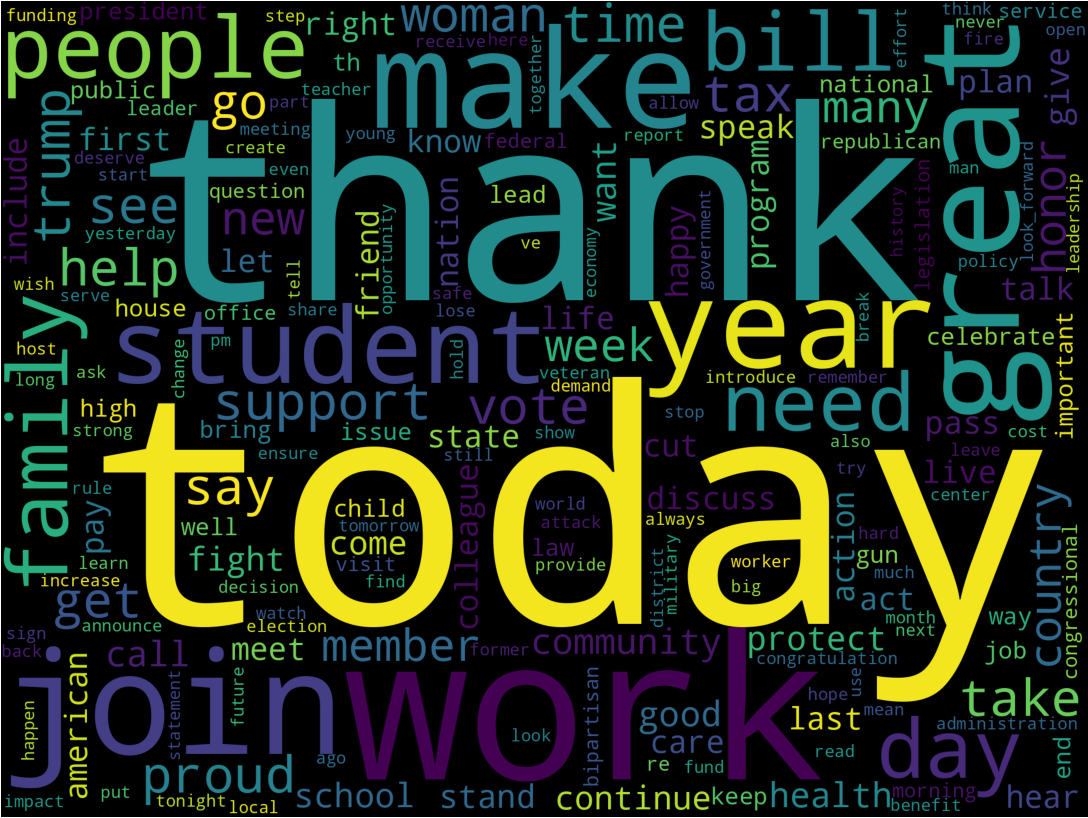 funding
step
president
people
right
woman
time
bill
effort
think
service
never
open
fire
receive
here
make
together
great
public
leader
th
teacher
go
part
allow
tax
national
plan
give
many
trump
first
meeting
young
know
federal
report
speak
republican
create
thank
include
deserve
start
even
question
want
program
man
honor
see
new
lead
legislation
history
look_forward
leadership
yesterday
friend
opportunity
nation
ve
economy
happy
government
policy
help
let
tell
wish
serve
house
office
share
safe
lose
talk
family
student
life
year
break
celebrate
important
host
pm
hold
week
long
ask
change
veteran
demand
introduce
remember
high
support
vote
need
stop
pass
cost
strong
bring
issue
state
show
cut
also
leave
ensure
still
today
try
live
rule
say
child
world
discuss
center
pay
well
tomorrow
colleague
attack
always
action
country
come
law
hard
learn
fight
visit
provide
worker
gun
much
increase
decision
find
big
district
military
act
get
watch
month
way
announce
election
next
sign
member
former
community
protect
back
call
meet
congratulation
job
congressional
american
join
work
future
statement
bipartisan
hope
use
mean
take
good
last
day
administration
happen
look
care
read
end
proud
ago
re
fund
impact
put
tonight
local
school
stand
continue
keep
health
morning
benefit
hear